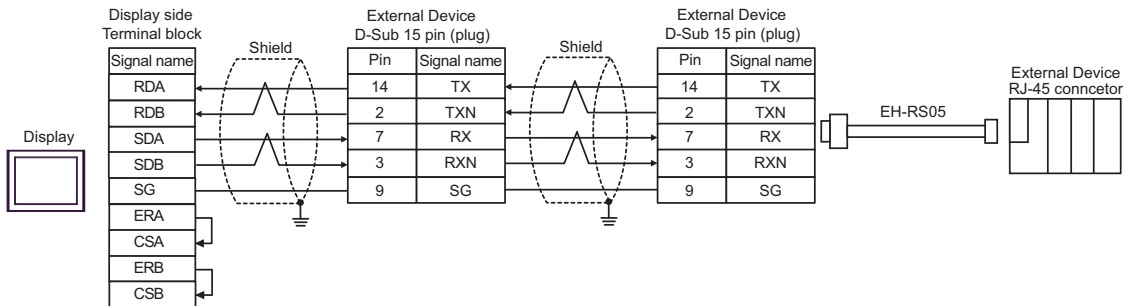 Display side
Terminal block
Signal name
RDA
RDB
SDA
SDB
SG
ERA
CSA
ERB
CSB
Display
Shield
External Device
D-Sub 15 pin (plug)
Pin Signal name
14 TX
2 TXN
7 RX
3 RXN
9 SG
Shield
External Device
D-Sub 15 pin (plug)
Pin Signal name
14 TX
2 TXN
7 RX
3 RXN
9 SG
EH-RS05
External Device
RJ-45 conncetor